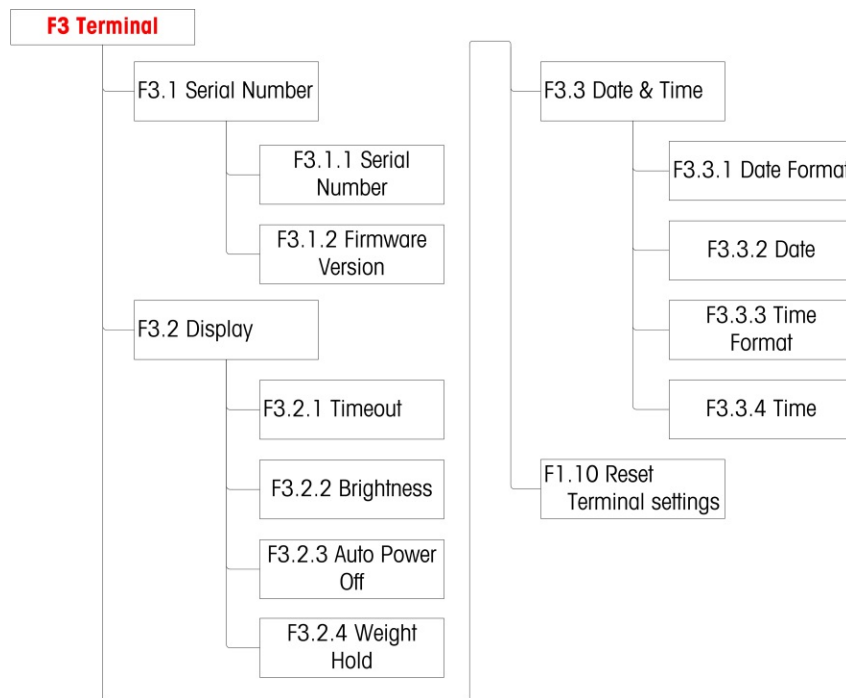 F3 Terminal
F3.1 Serial Number
F3.1.1 Serial
Number
F3.1.2 Firmware
Version
F3.2 Display
F3.2.1 Timeout
F3.2.2 Brightness
F3.2.3 Auto Power
Off
F3.2.4 Weight
Hold
F3.3 Date & Time
F3.3.1 Date Format
F3.3.2 Date
F3.3.3 Time
Format
F3.3.4 Time
F1.10 Reset
Terminal settings